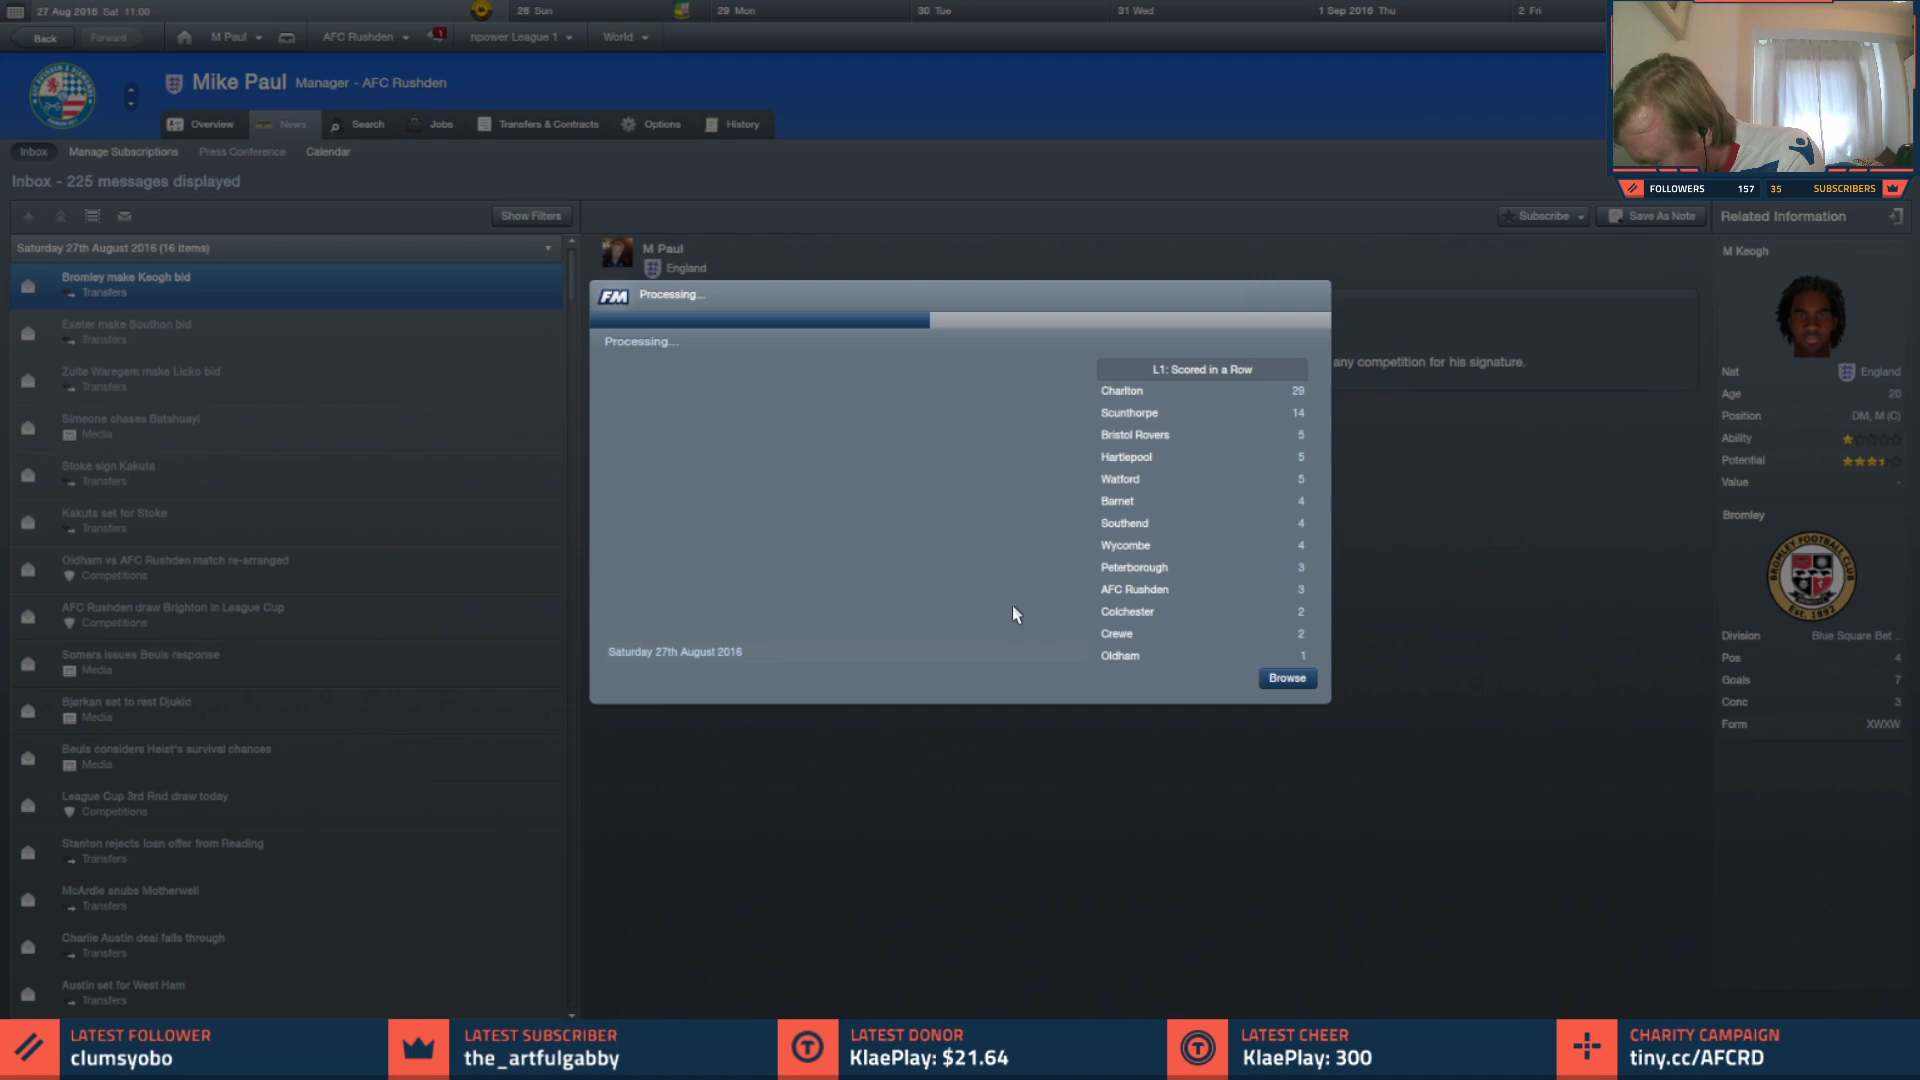 27 Aug 2016 Sat 11:00
28 Sun
29 Mon
30 Tue
31 Wed
1 Sep 2016 Thu
2 Fri
Back
Forward
M Paul
AFC Rushden
1
npower League 1
World
Mike Paul Manager - AFC Rushden
Overview
News
Search
Jobs
Transfers & Contracts
Options
History
Inbox
Manage Subscriptions
Press Conference
Calendar
FOLLOWERS 157
35 SUBSCRIBERS
Inbox - 225 messages displayed
Show Filters
Subscribe
Save As Note
Related Information
Saturday 27th August 2016 (16 items)
Bromley make Keogh bid
Transfers
Exeter make Southon bid
Transfers
Zulte Waregem make Licko bid
Transfers
Simeone chases Batshuayi
Media
Stoke sign Kakuta
Transfers
Kakuta set for Stoke
Transfers
Oldham vs AFC Rushden match re-arranged
Competitions
AFC Rushden draw Brighton in League Cup
Competitions
Somers issues Beuls response
Media
Bjørkan set to rest Djukic
Media
Beuls considers Heist's survival chances
Media
League Cup 3rd Rnd draw today
Competitions
Stanton rejects loan offer from Reading
Transfers
McArdle snubs Motherwell
Transfers
Charlie Austin deal falls through
Transfers
Austin set for West Ham
Transfers
M Paul
England
FM Processing...
Processing...
any competition for his signature.
L1: Scored in a Row
Charlton 29
Scunthorpe 14
Bristol Rovers 5
Hartlepool 5
Watford 5
Barnet 4
Southend 4
Wycombe 4
Peterborough 3
AFC Rushden 3
Colchester 2
Crewe 2
Oldham 1
Saturday 27th August 2016
Browse
M Keogh
Nat England
Age 20
Position DM, M (C)
Ability
Potential
Value -
Bromley
BROMLEY FOOTBALL CLUB
Est. 1892
Division Blue Square Bet ..
Pos 4
Goals 7
Conc 3
Form XWXW
LATEST FOLLOWER
clumsyobo
LATEST SUBSCRIBER
the_artfulgabby
LATEST DONOR
KlaePlay: $21.64
LATEST CHEER
KlaePlay: 300
CHARITY CAMPAIGN
tiny.cc/AFCRD